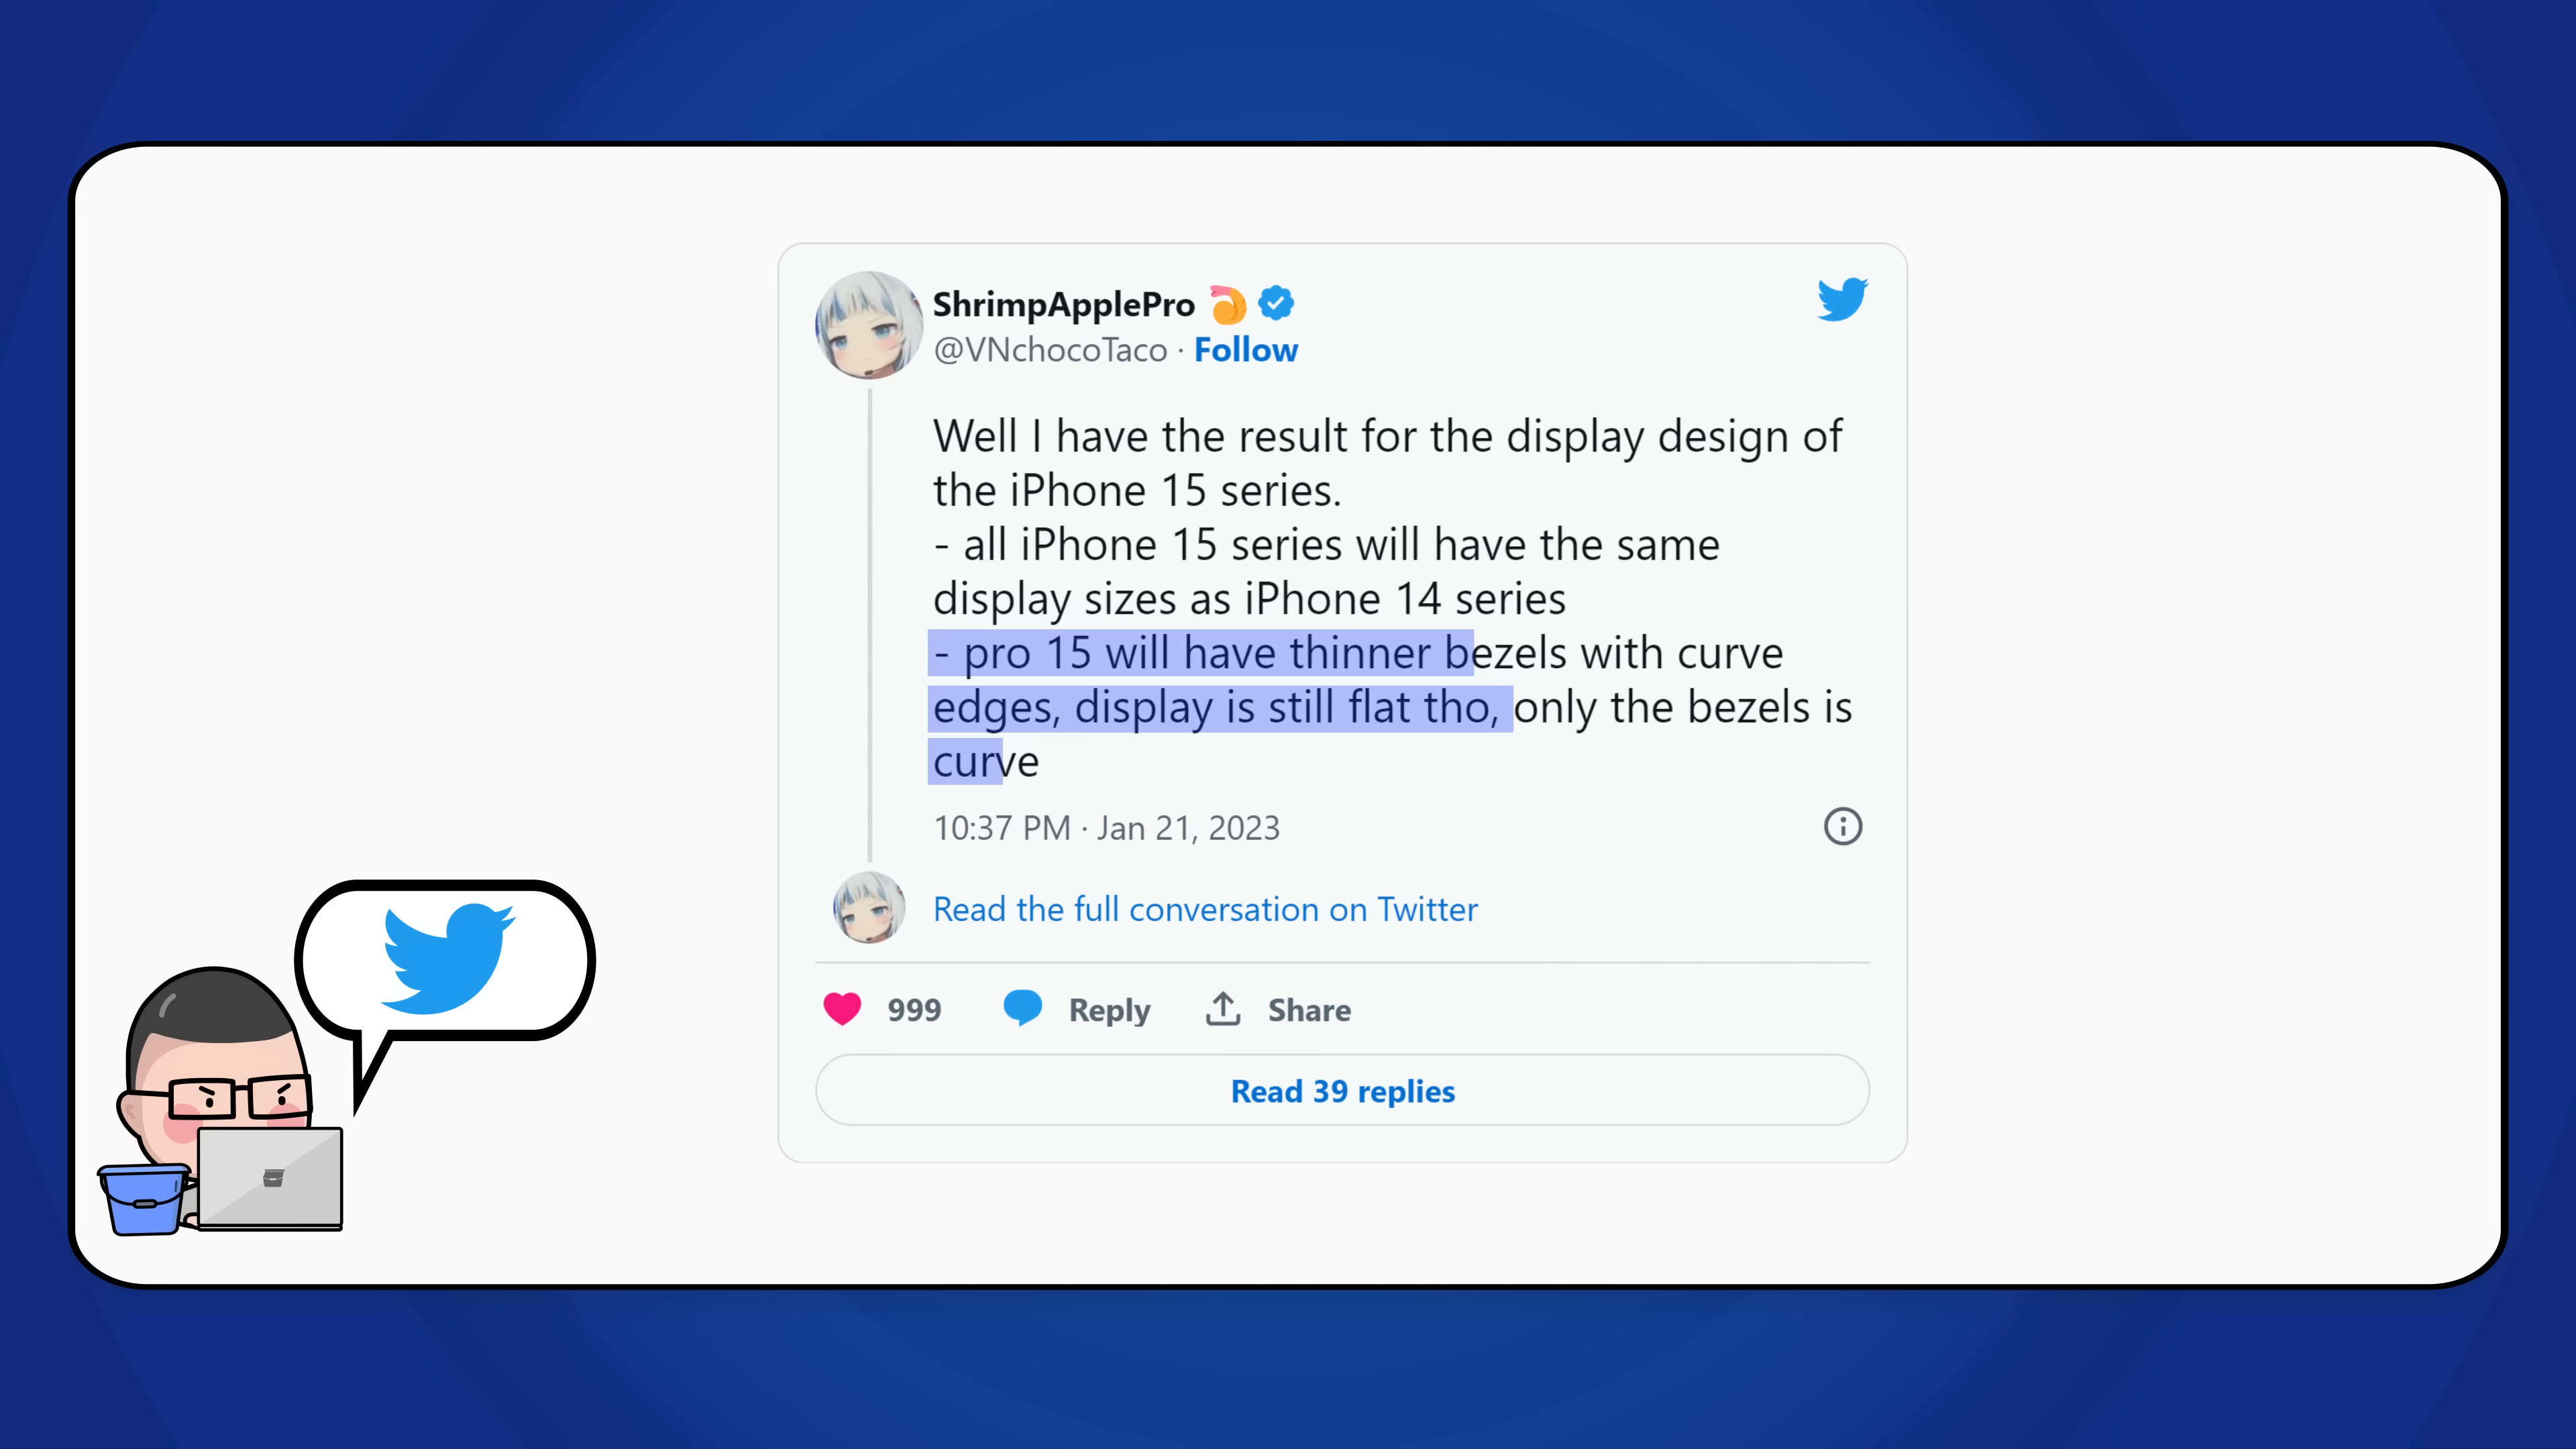 ShrimpApplePro
@VNchocoTaco · Follow
Well I have the result for the display design of
the iPhone 15 series.
- all iPhone 15 series will have the same
display sizes as iPhone 14 series
- pro 15 will have thinner bezels with curve
edges, display is still flat tho, only the bezels is
curve
10:37 PM · Jan 21, 2023
Read the full conversation on Twitter
999 Reply Share
Read 39 replies